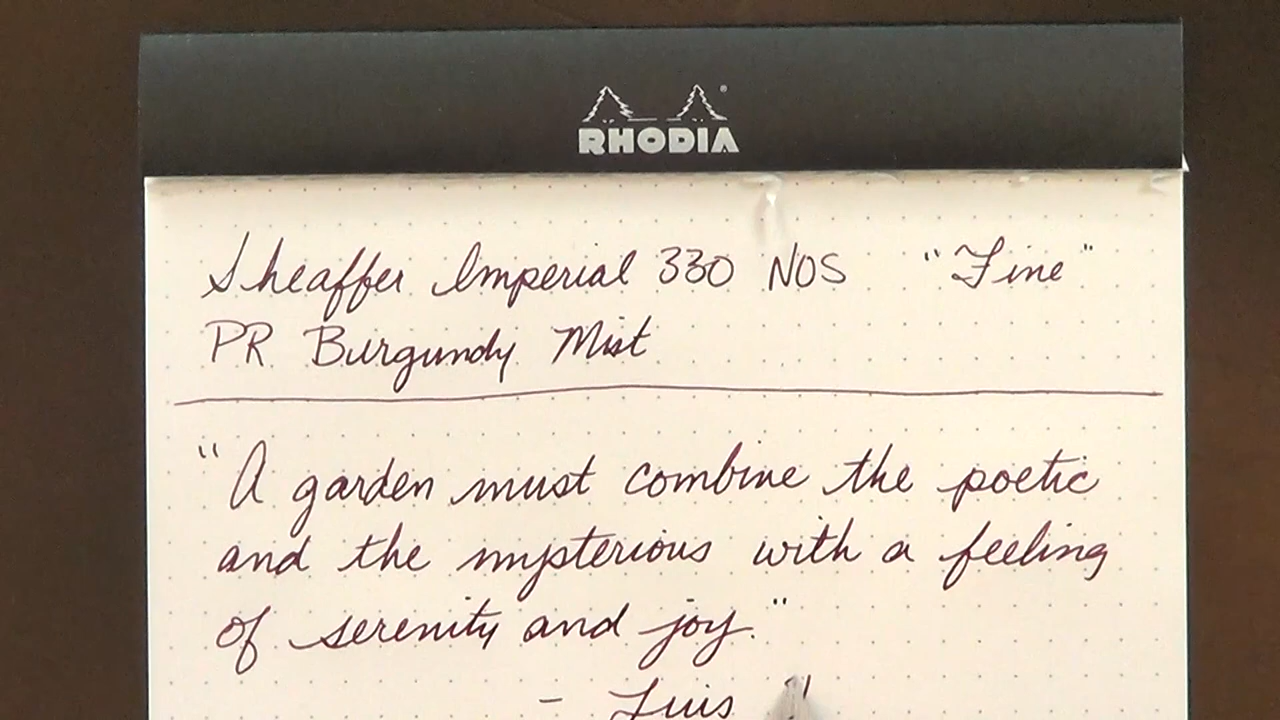 RHODIA
Sheaffer Imperial 330 NOS "Fine"
PR Burgundy Mist
"A garden must combine the poetic
and the mysterious with a feeling
of serenity and joy."
- Luis